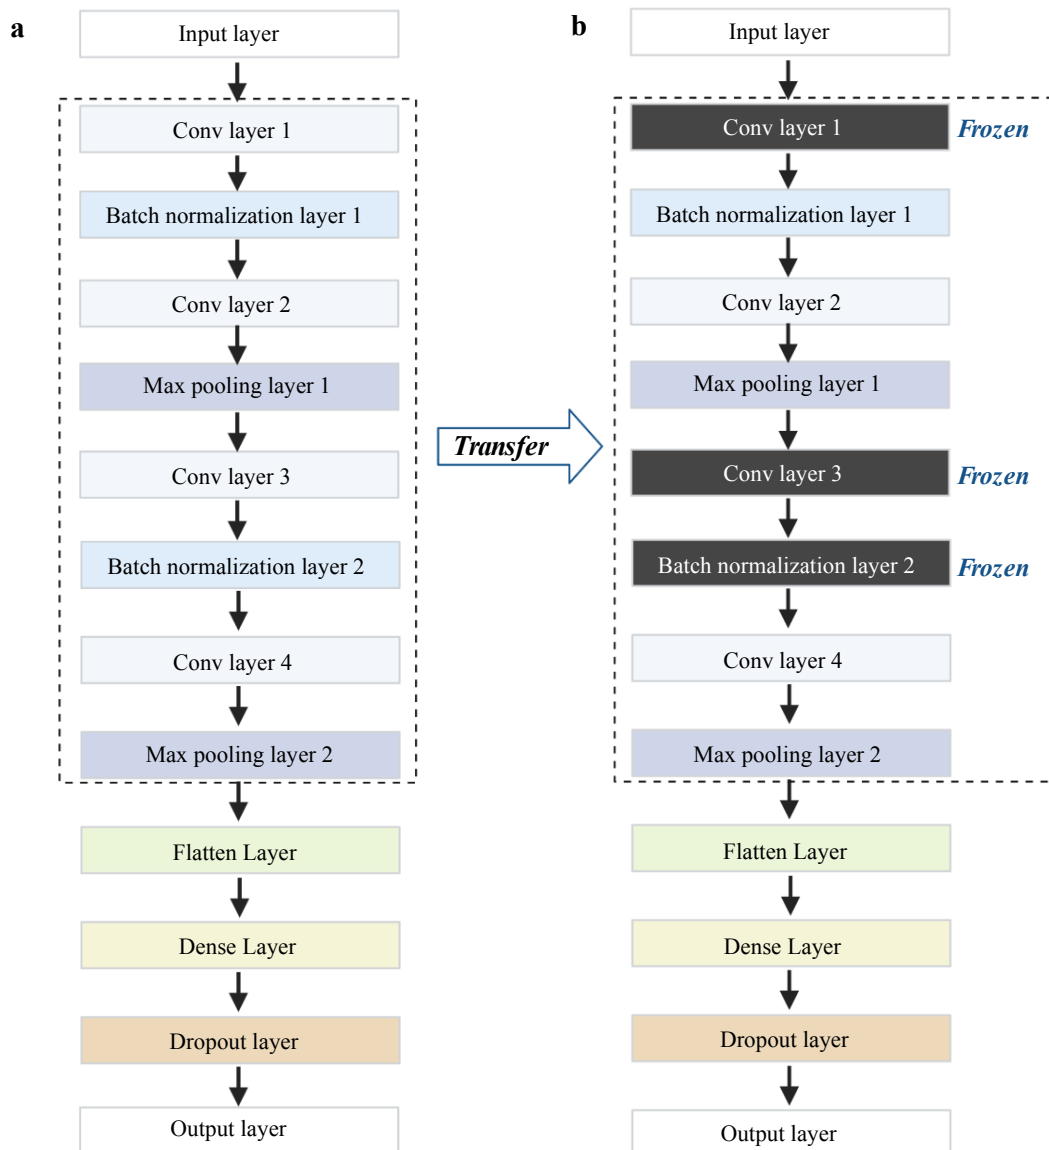 a
Input layer
Conv layer 1
Batch normalization layer 1
Conv layer 2
Max pooling layer 1
Conv layer 3
Batch normalization layer 2
Conv layer 4
Max pooling layer 2
Flatten Layer
Dense Layer
Dropout layer
Output layer
Transfer
b
Input layer
Conv layer 1
Frozen
Batch normalization layer 1
Conv layer 2
Max pooling layer 1
Conv layer 3
Frozen
Batch normalization layer 2
Frozen
Conv layer 4
Max pooling layer 2
Flatten Layer
Dense Layer
Dropout layer
Output layer